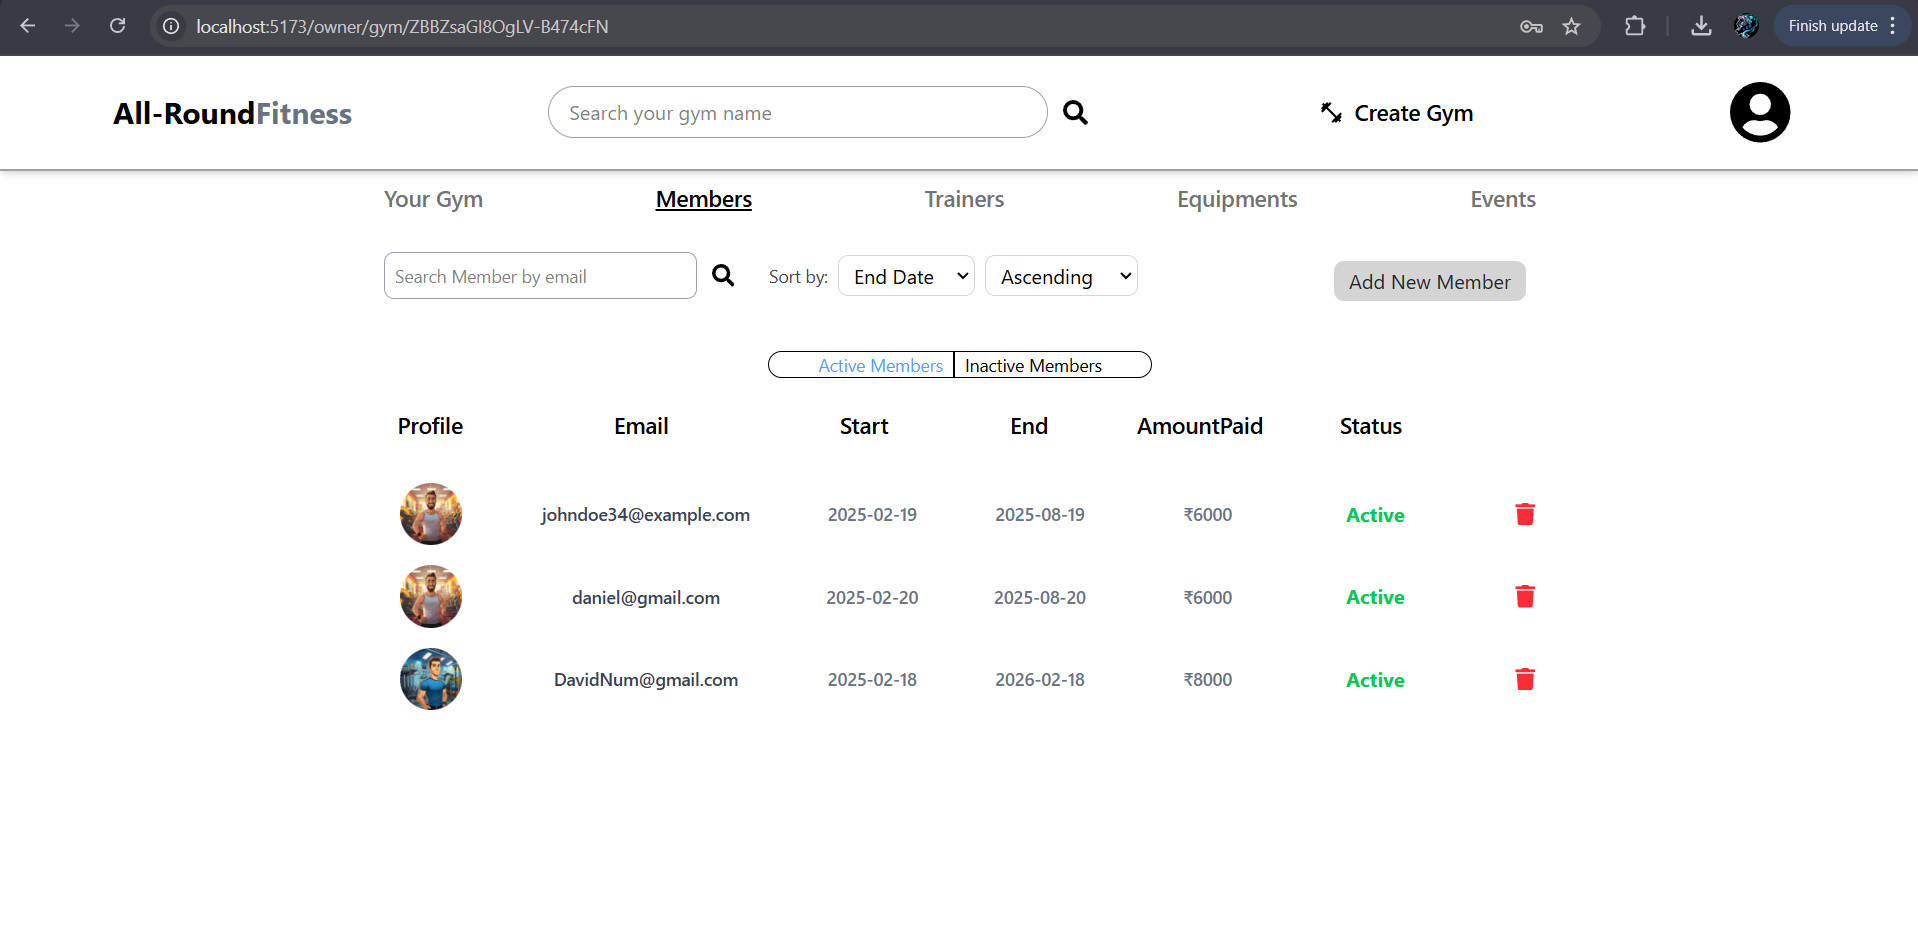 localhost:5173/owner/gym/ZBBZsaGl8OgLV-B474cFN
Finish update
All-RoundFitness
Search your gym name
Create Gym
Your Gym Members Trainers Equipments Events
Search Member by email Sort by: End Date Ascending Add New Member
Active Members Inactive Members
Profile Email Start End AmountPaid Status
johndoe34@example.com 2025-02-19 2025-08-19 ₹6000 Active
daniel@gmail.com 2025-02-20 2025-08-20 ₹6000 Active
DavidNum@gmail.com 2025-02-18 2026-02-18 ₹8000 Active